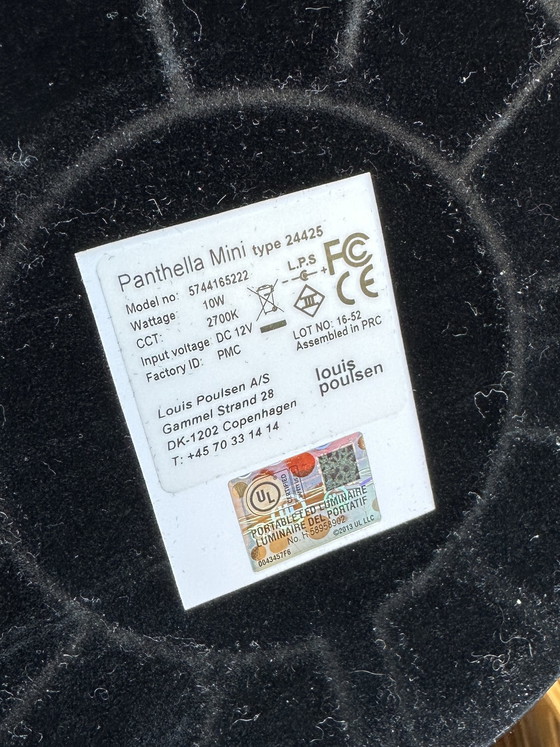 Panthella Mini type 24425
Model no: 5744165222
Wattage: 10W
CCT: 2700K
Input voltage: DC 12V
Factory ID: PMC
L.P.S
FC CE
LOT NO: 16-52
Assembled in PRC
Louis Poulsen A/S
Gammel Strand 28
DK-1202 Copenhagen
T: +45 70 33 14 14
louis
poulsen
UL
PORTABLE LED LUMINAIRE
LUMINAIRE DEL PORTATIF
©2013 UL LLC
0043457F6